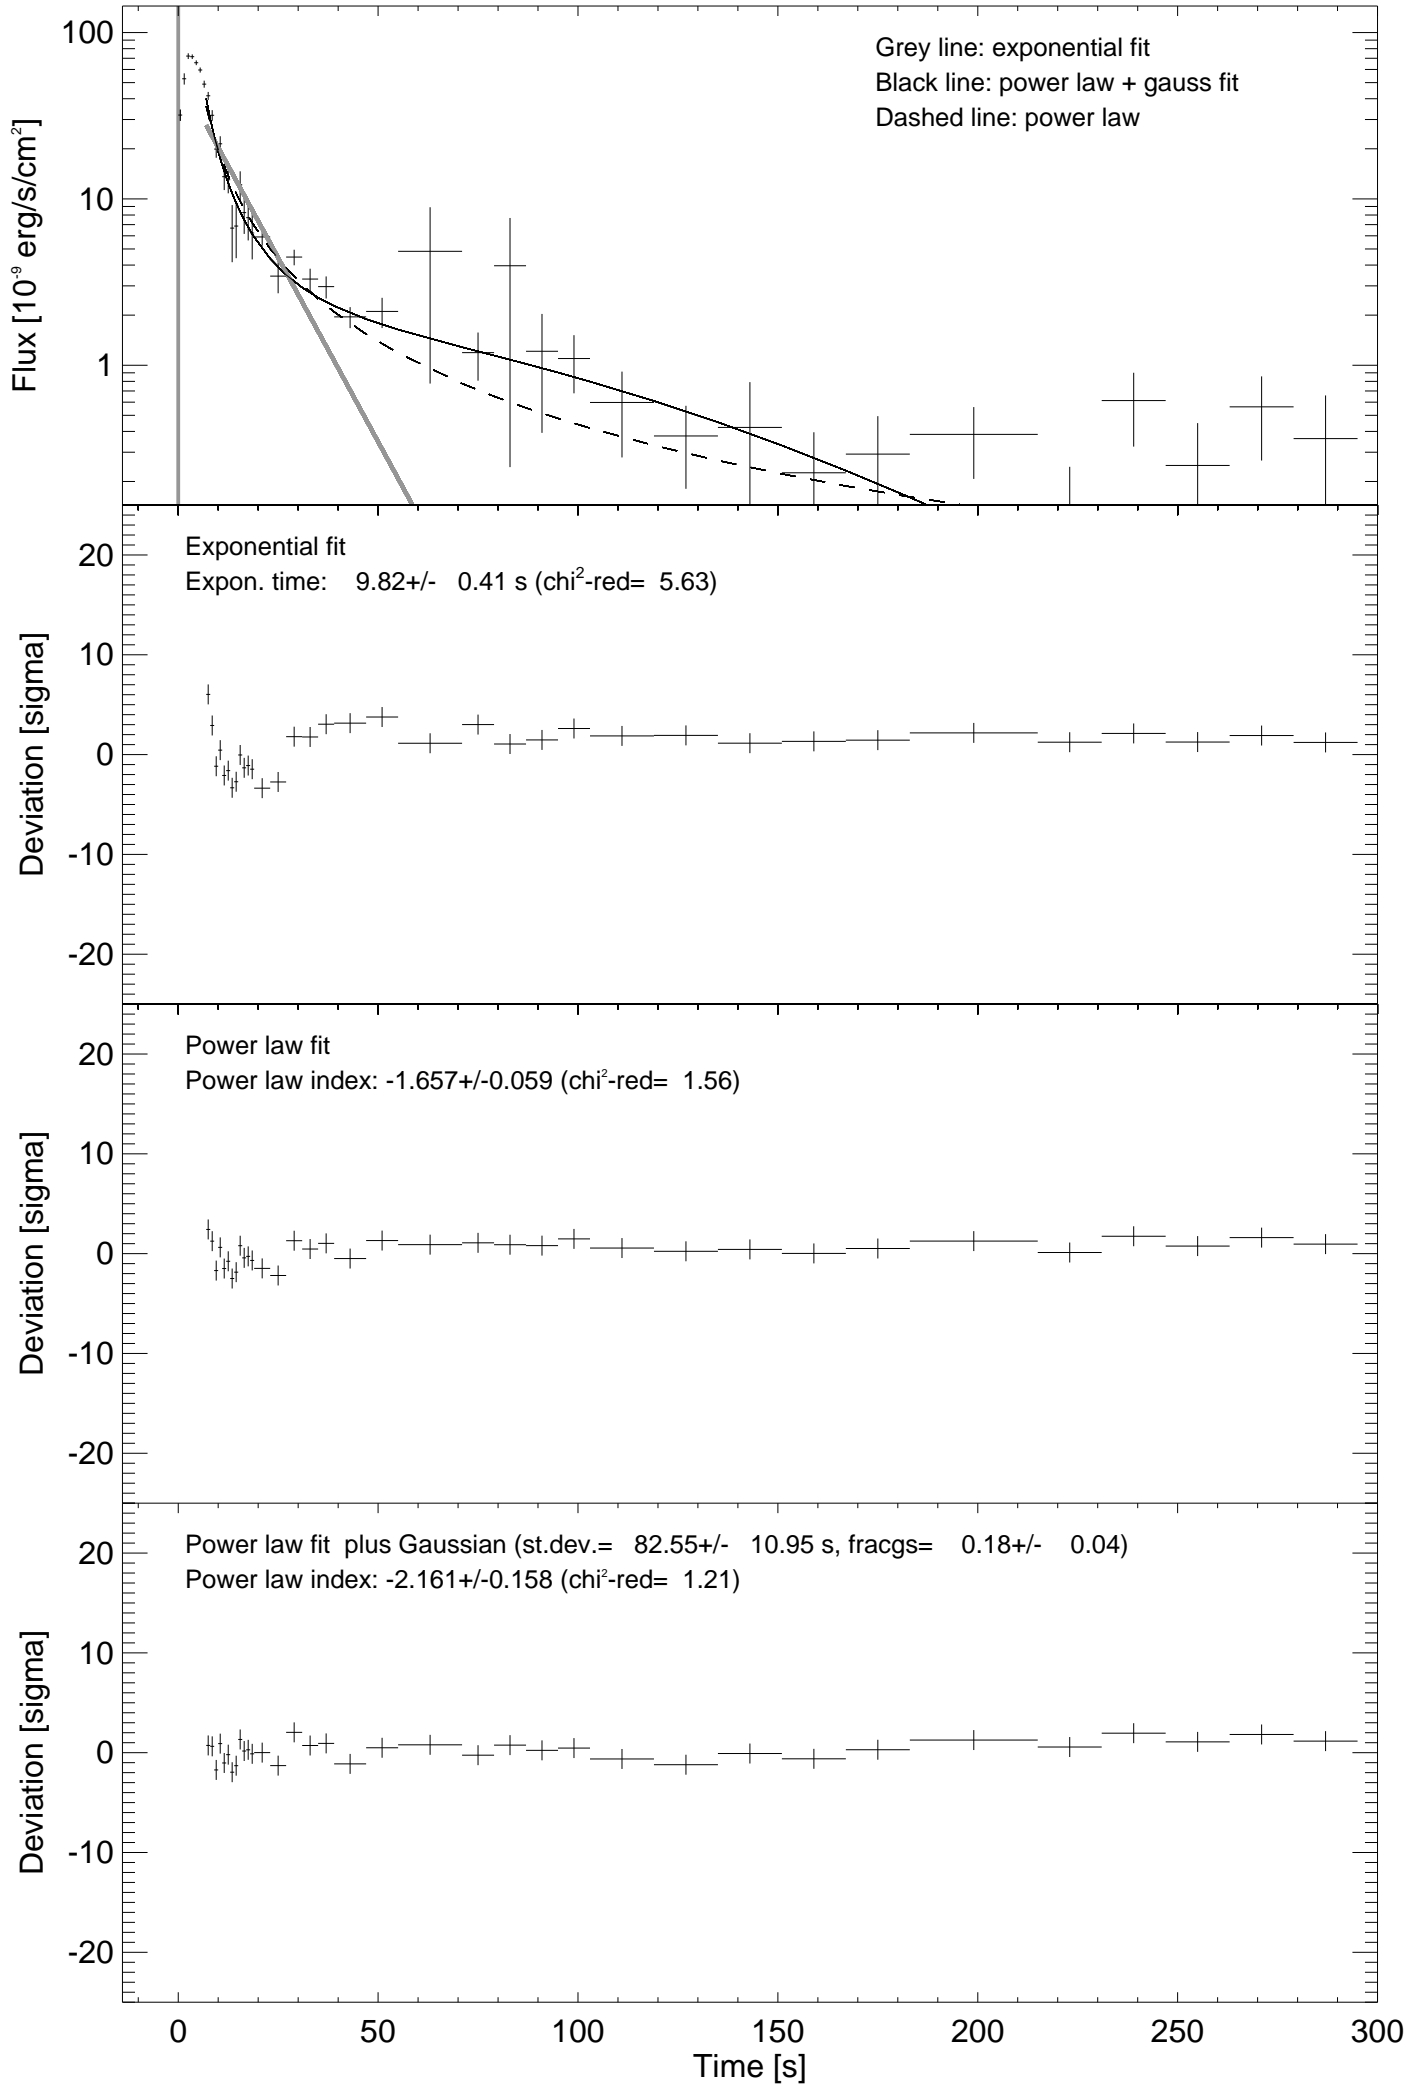 100
10
1
Flux [10⁻⁹ erg/s/cm²]
Grey line: exponential fit
Black line: power law + gauss fit
Dashed line: power law
20
10
0
-10
-20
Deviation [sigma]
Exponential fit
Expon. time: 9.82+/- 0.41 s (chi²-red= 5.63)
20
10
0
-10
-20
Deviation [sigma]
Power law fit
Power law index: -1.657+/-0.059 (chi²-red= 1.56)
20
10
0
-10
-20
Deviation [sigma]
Power law fit plus Gaussian (st.dev.= 82.55+/- 10.95 s, fracgs= 0.18+/- 0.04)
Power law index: -2.161+/-0.158 (chi²-red= 1.21)
0 50 100 150 200 250 300
Time [s]